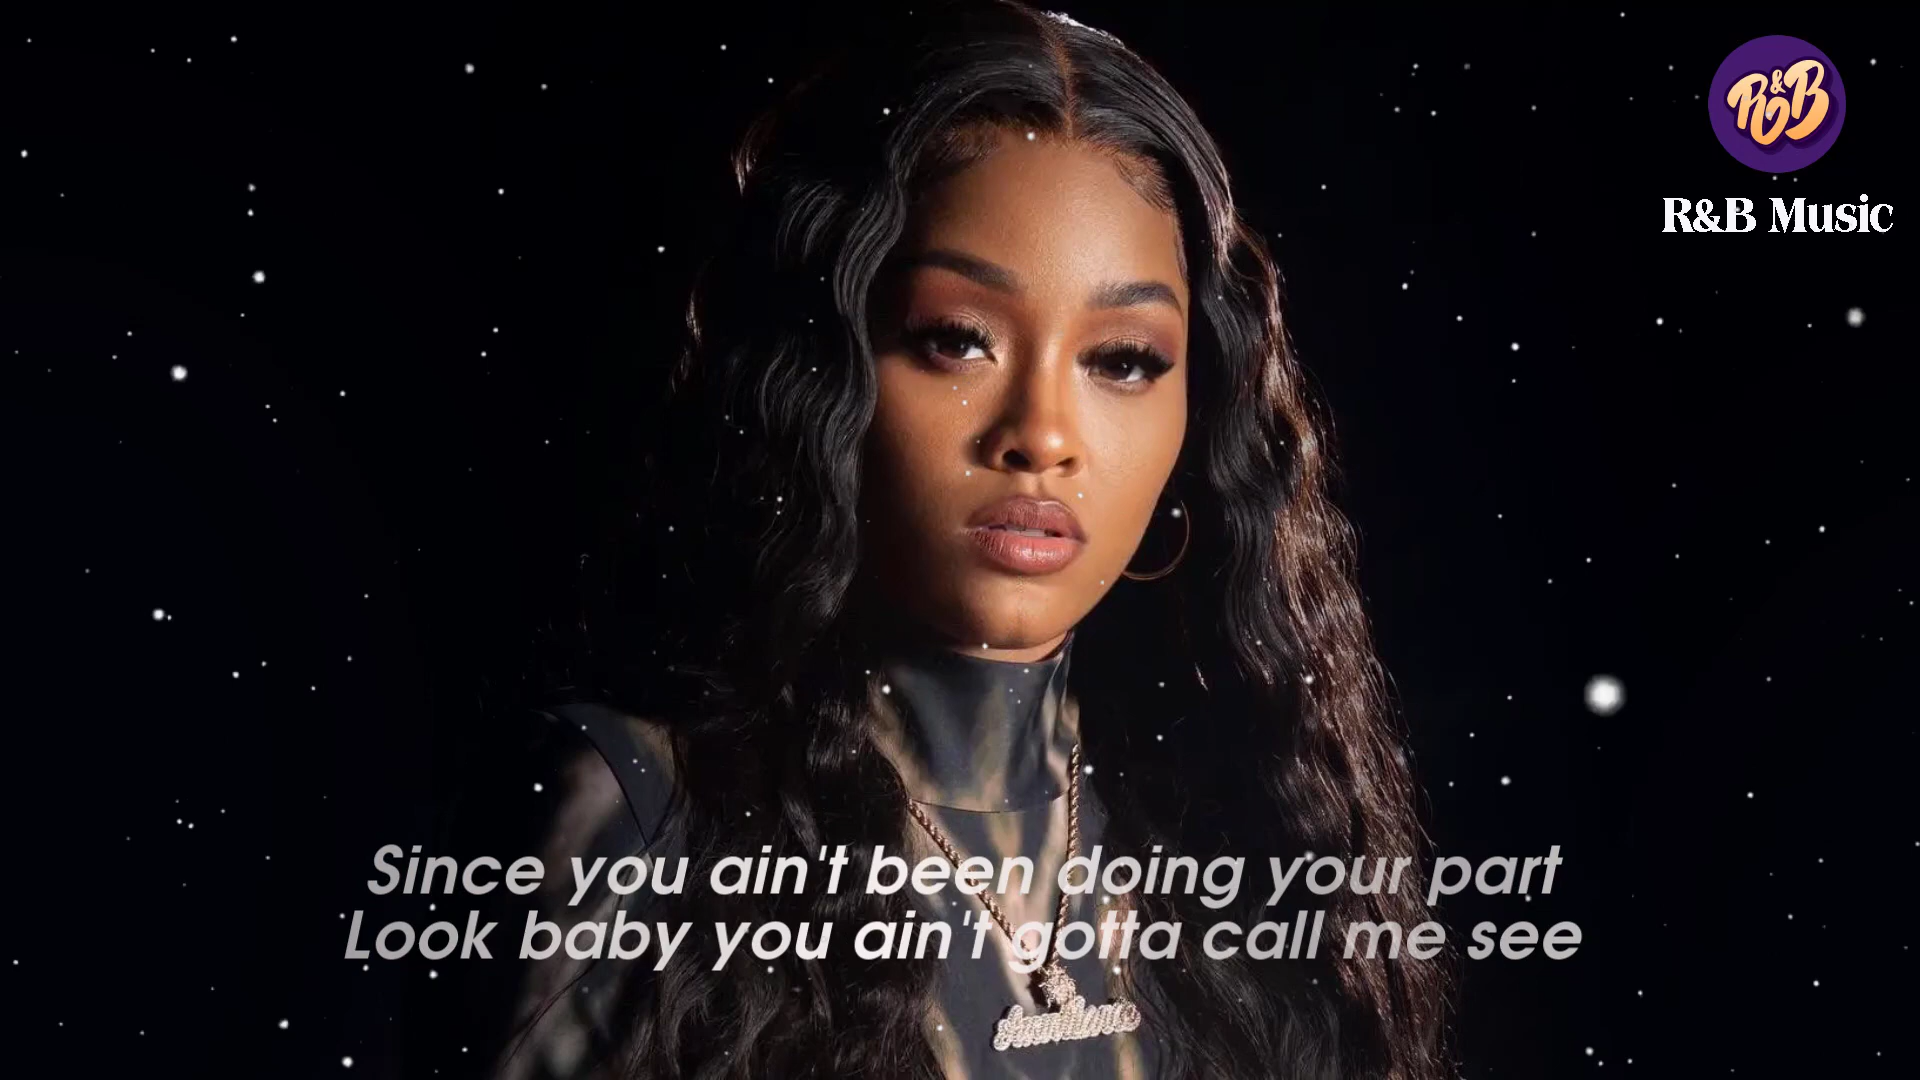 R&B
R&B Music
Since you ain't been doing your part
Look baby you ain't gotta call me see